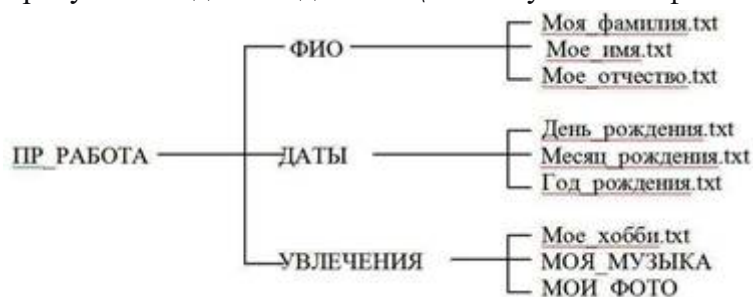 Моя_фамилия.txt
ФИО
Мое_имя.txt
Мое_отчество.txt
День_рождения.txt
ПР_РАБОТА
ДАТЫ
Месяц_рождения.txt
Год_рождения.txt
Мое_хобби.txt
УВЛЕЧЕНИЯ
МОЯ_МУЗЫКА
МОИ_ФОТО